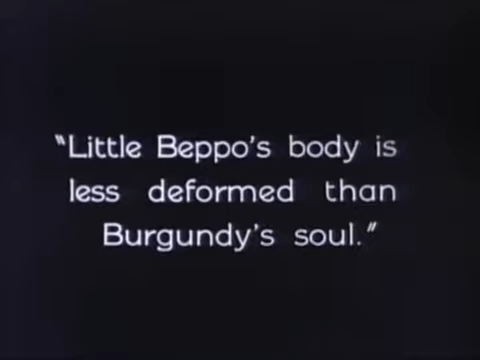 "Little Beppo's body is
less deformed than
Burgundy's soul."